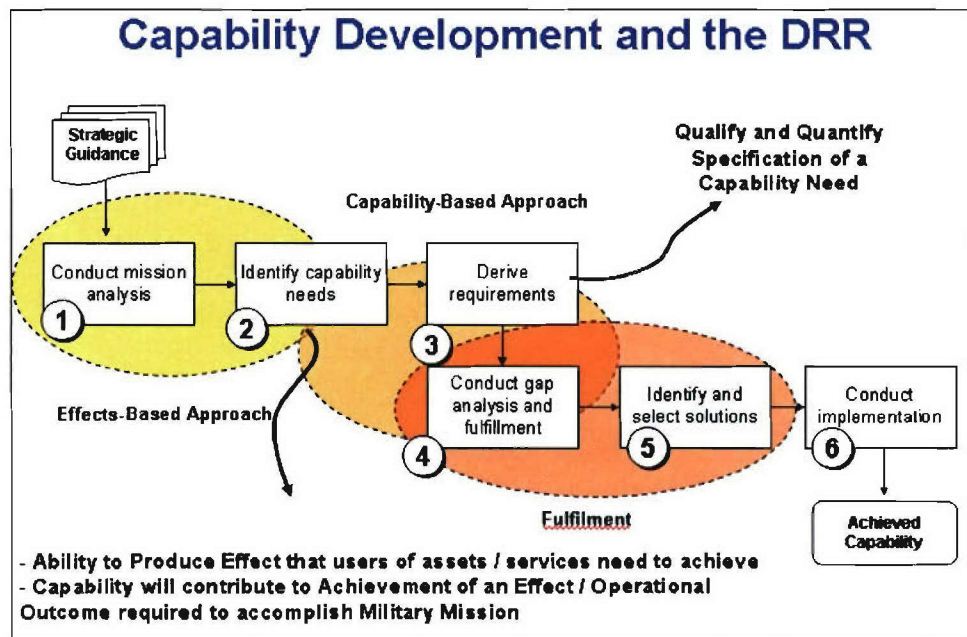 Capability Development and the DRR
Strategic
Guidance
Qualify and Quantify
Specification of a
Capability Need
Capability-Based Approach
Conduct mission
analysis
1
Identify capability
needs
2
Derive
requirements
3
Effects-Based Approach
Conduct gap
analysis and
fulfillment
4
Identify and
select solutions
5
Conduct
implementation
6
Fulfilment
Achieved
Capability
- Ability to Produce Effect that users of assets / services need to achieve
- Capability will contribute to Achievement of an Effect / Operational
Outcome required to accomplish Military Mission